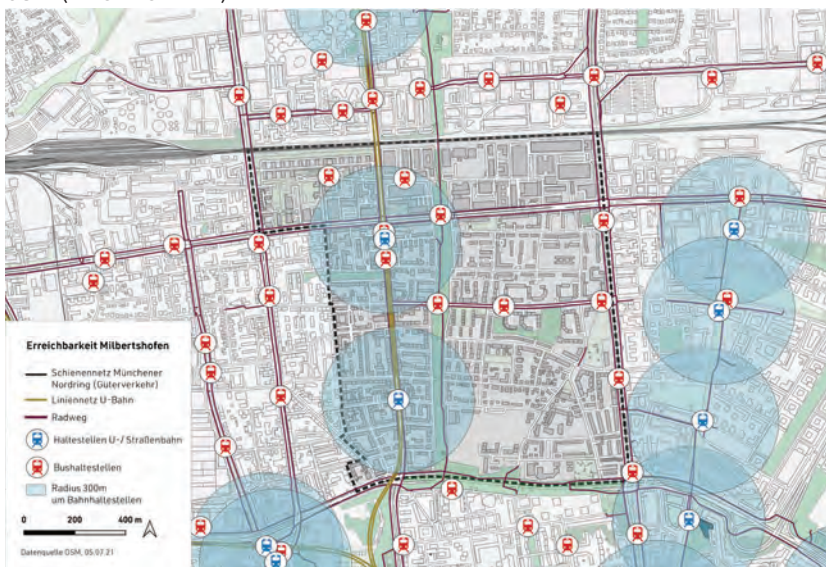 Erreichbarkeit Milbertshofen
Schienennetz Münchener
Nordring (Güterverkehr)
Liniennetz U-Bahn
Radweg
Haltestellen U-/ Straßenbahn
Bushaltestellen
Radius 300m
um Bahnhaltestellen
0 200 400 m
Datenquelle OSM, 05.07.21